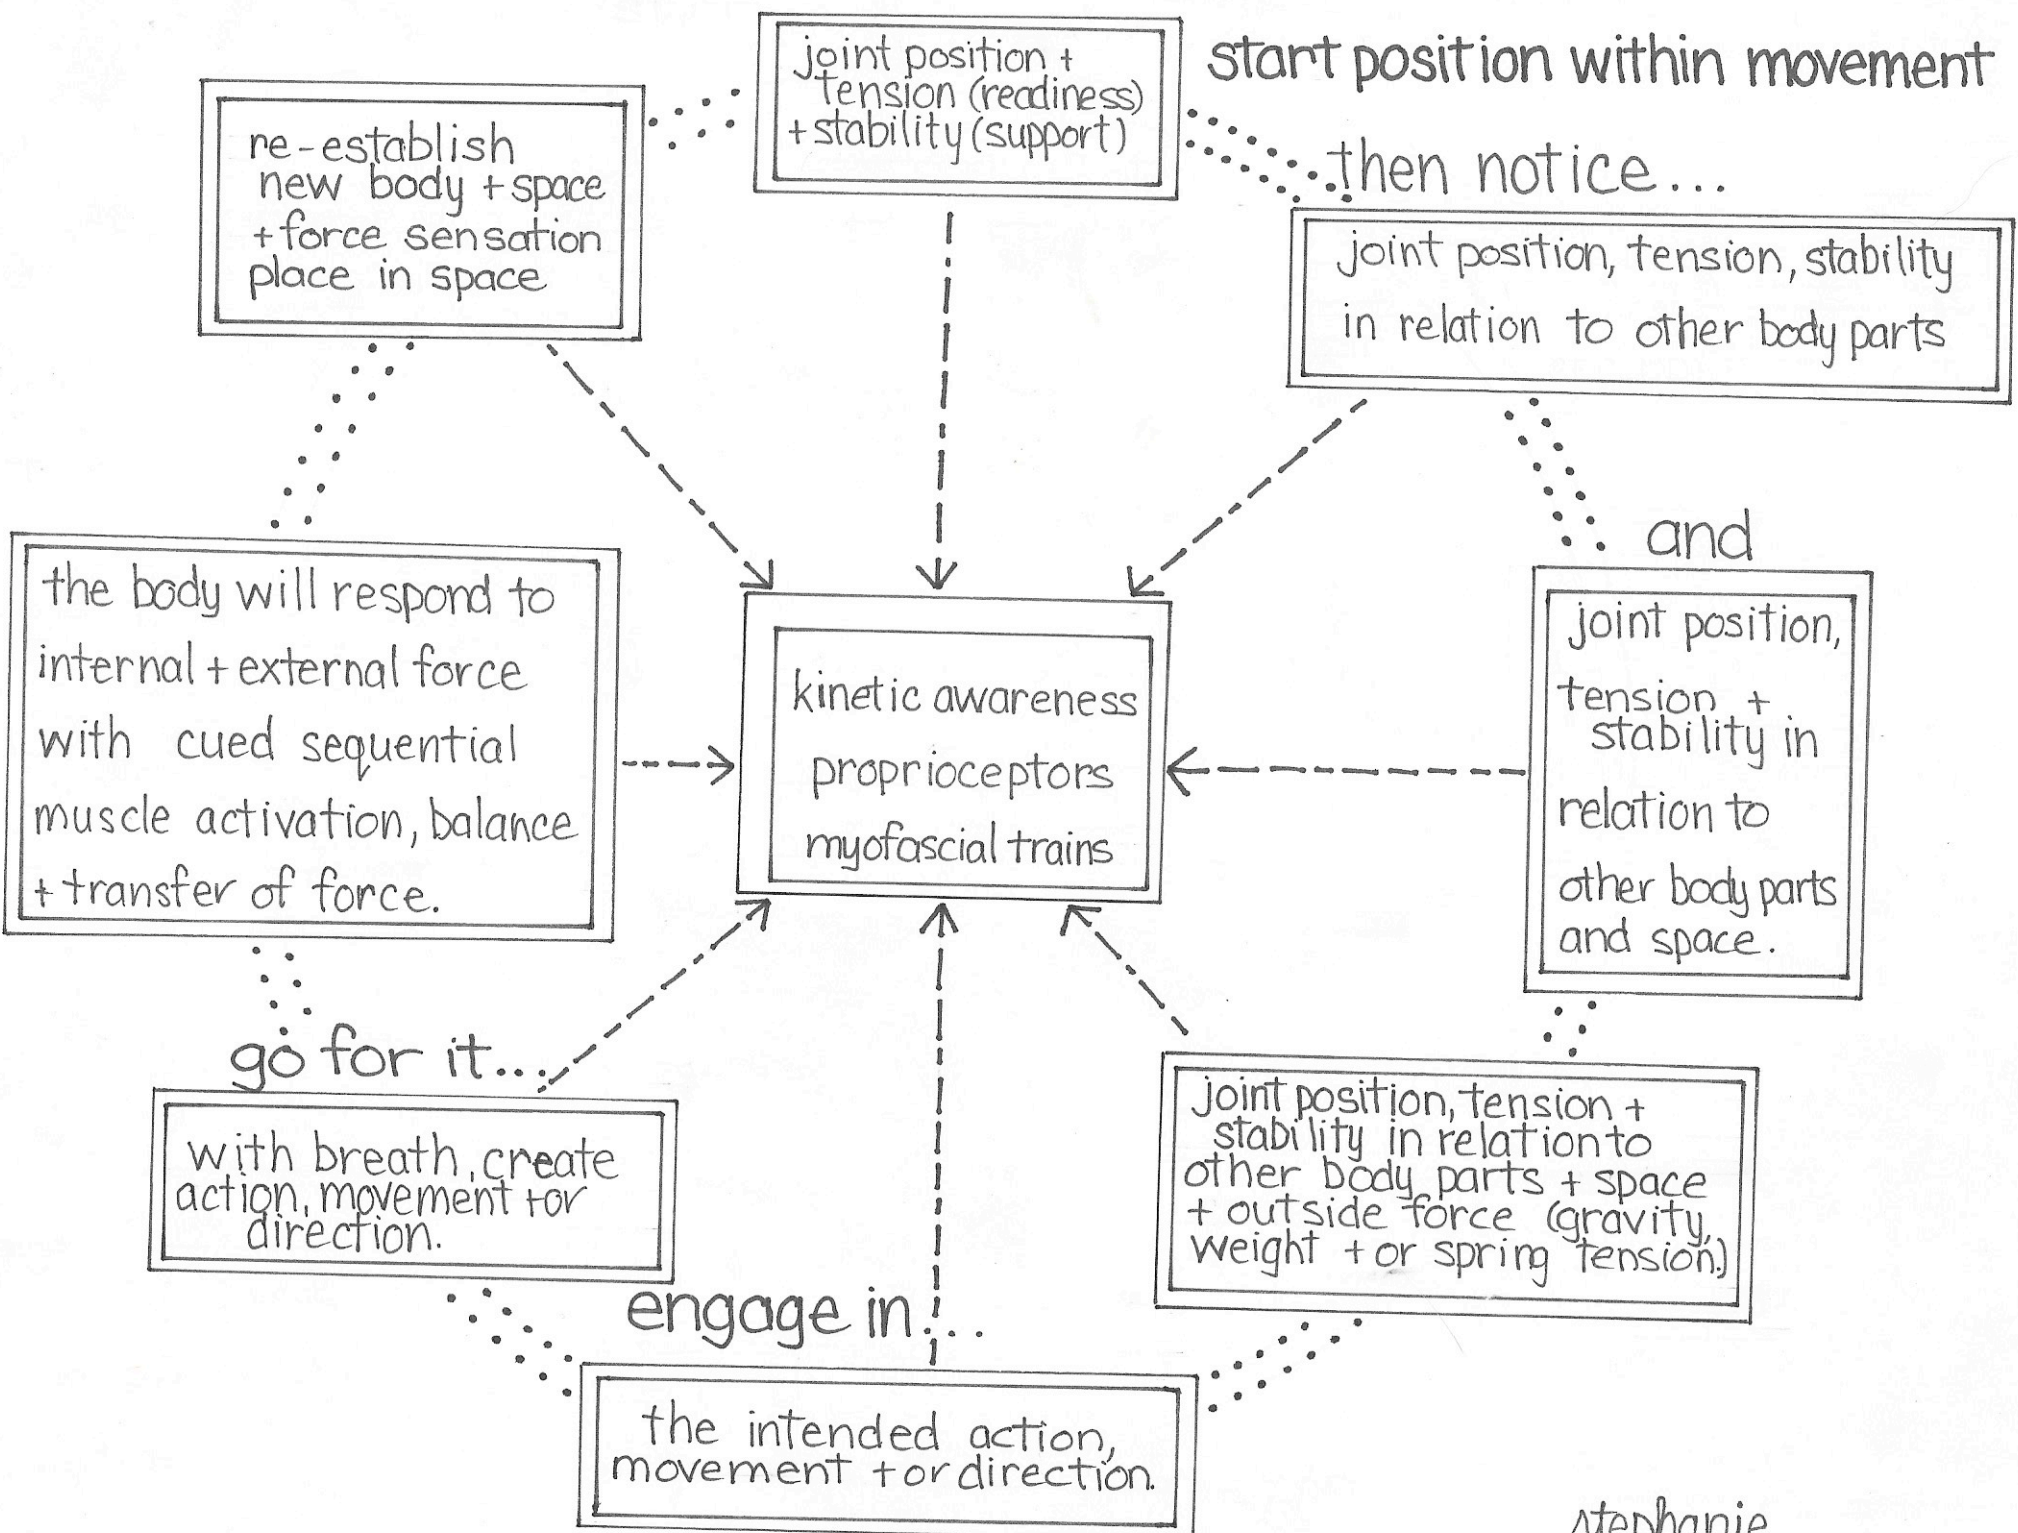 start position within movement
joint position +
tension (readiness)
+ stability (support)
then notice...
joint position, tension, stability
in relation to other body parts
and
joint position,
tension +
stability in
relation to
other body parts
and space.
joint position, tension +
stability in relation to
other body parts + space
+ outside force (gravity,
weight + or spring tension.)
engage in...
the intended action,
movement + or direction.
go for it...
with breath, create
action, movement + or
direction.
the body will respond to
internal + external force
with cued sequential
muscle activation, balance
+ transfer of force.
re-establish
new body + space
+ force sensation
place in space
kinetic awareness
proprioceptors
myofascial trains
stephanie